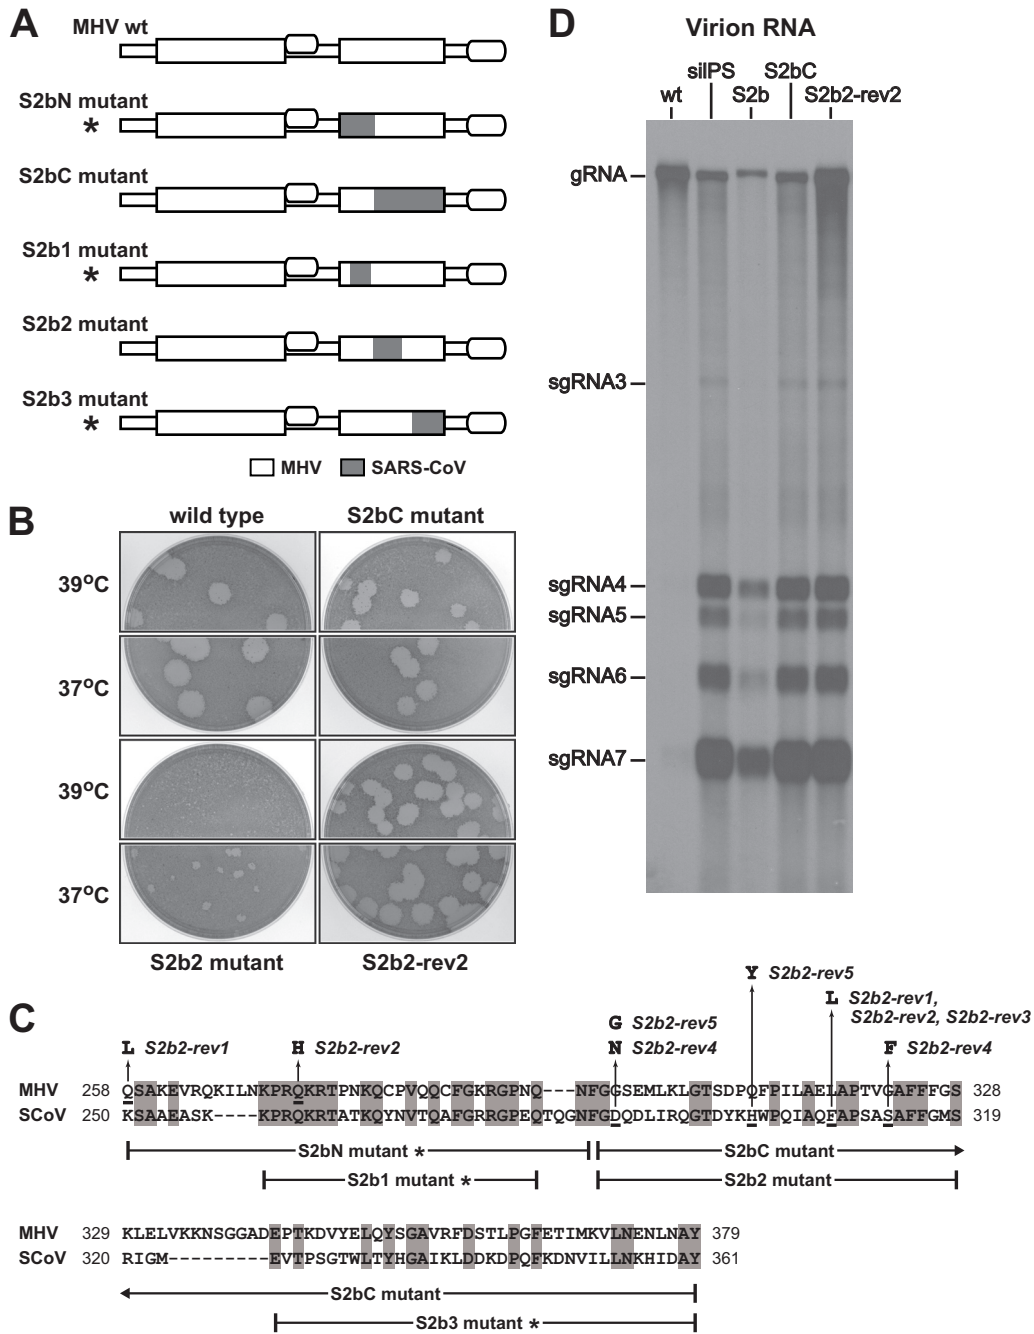 A
MHV wt
S2bN mutant
*
S2bC mutant
S2b1 mutant
*
S2b2 mutant
S2b3 mutant
*
MHV SARS-CoV
B
wild type S2bC mutant
39°C
37°C
39°C
37°C
S2b2 mutant S2b2-rev2
D
Virion RNA
silPS S2bC
wt S2b S2b2-rev2
gRNA
sgRNA3
sgRNA4
sgRNA5
sgRNA6
sgRNA7
C
Y S2b2-rev5
L S2b2-rev1,
S2b2-rev2, S2b2-rev3
G S2b2-rev5
L S2b2-rev1 H S2b2-rev2 N S2b2-rev4 F S2b2-rev4
MHV 258 QSAKEVRQKILNKPRQKRTPNKQCPVQQCFGKRGPNQ---NFGGSEMLKLGTSDPQFPILAELAPTVGAFFFGS 328
SCoV 250 KSAAEASK----KPRQKRTATKQYNVTQAFGRRGPEQTQGNFGDQDLIRQGTDYKHWPQIAQFAPSASAFFGMS 319
S2bN mutant * S2bC mutant
S2b1 mutant * S2b2 mutant
MHV 329 KLELVKKNSGGADEPTKDVYELQYSGAVRFDSTLPGFETIMKVLNENLNAY 379
SCoV 320 RIGM---------EVTPSGTWLTYHGAIKLDDKDPQFKDNVILLNKHIDAY 361
S2bC mutant
S2b3 mutant *